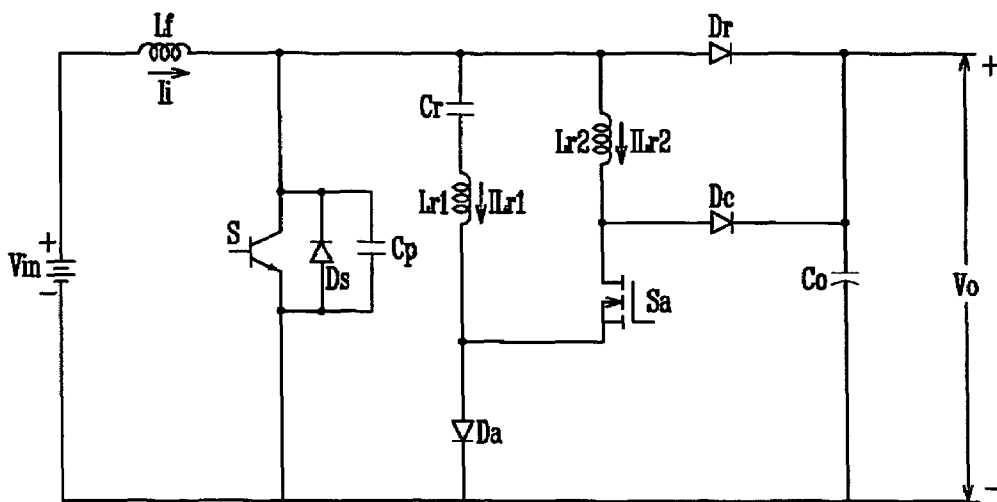 Lf
Ii
Dr
+
Cr
Lr2
ILr2
Lr1
ILr1
Dc
S
Ds
Cp
+
Vin
-
Sa
Co
Vo
Da
-